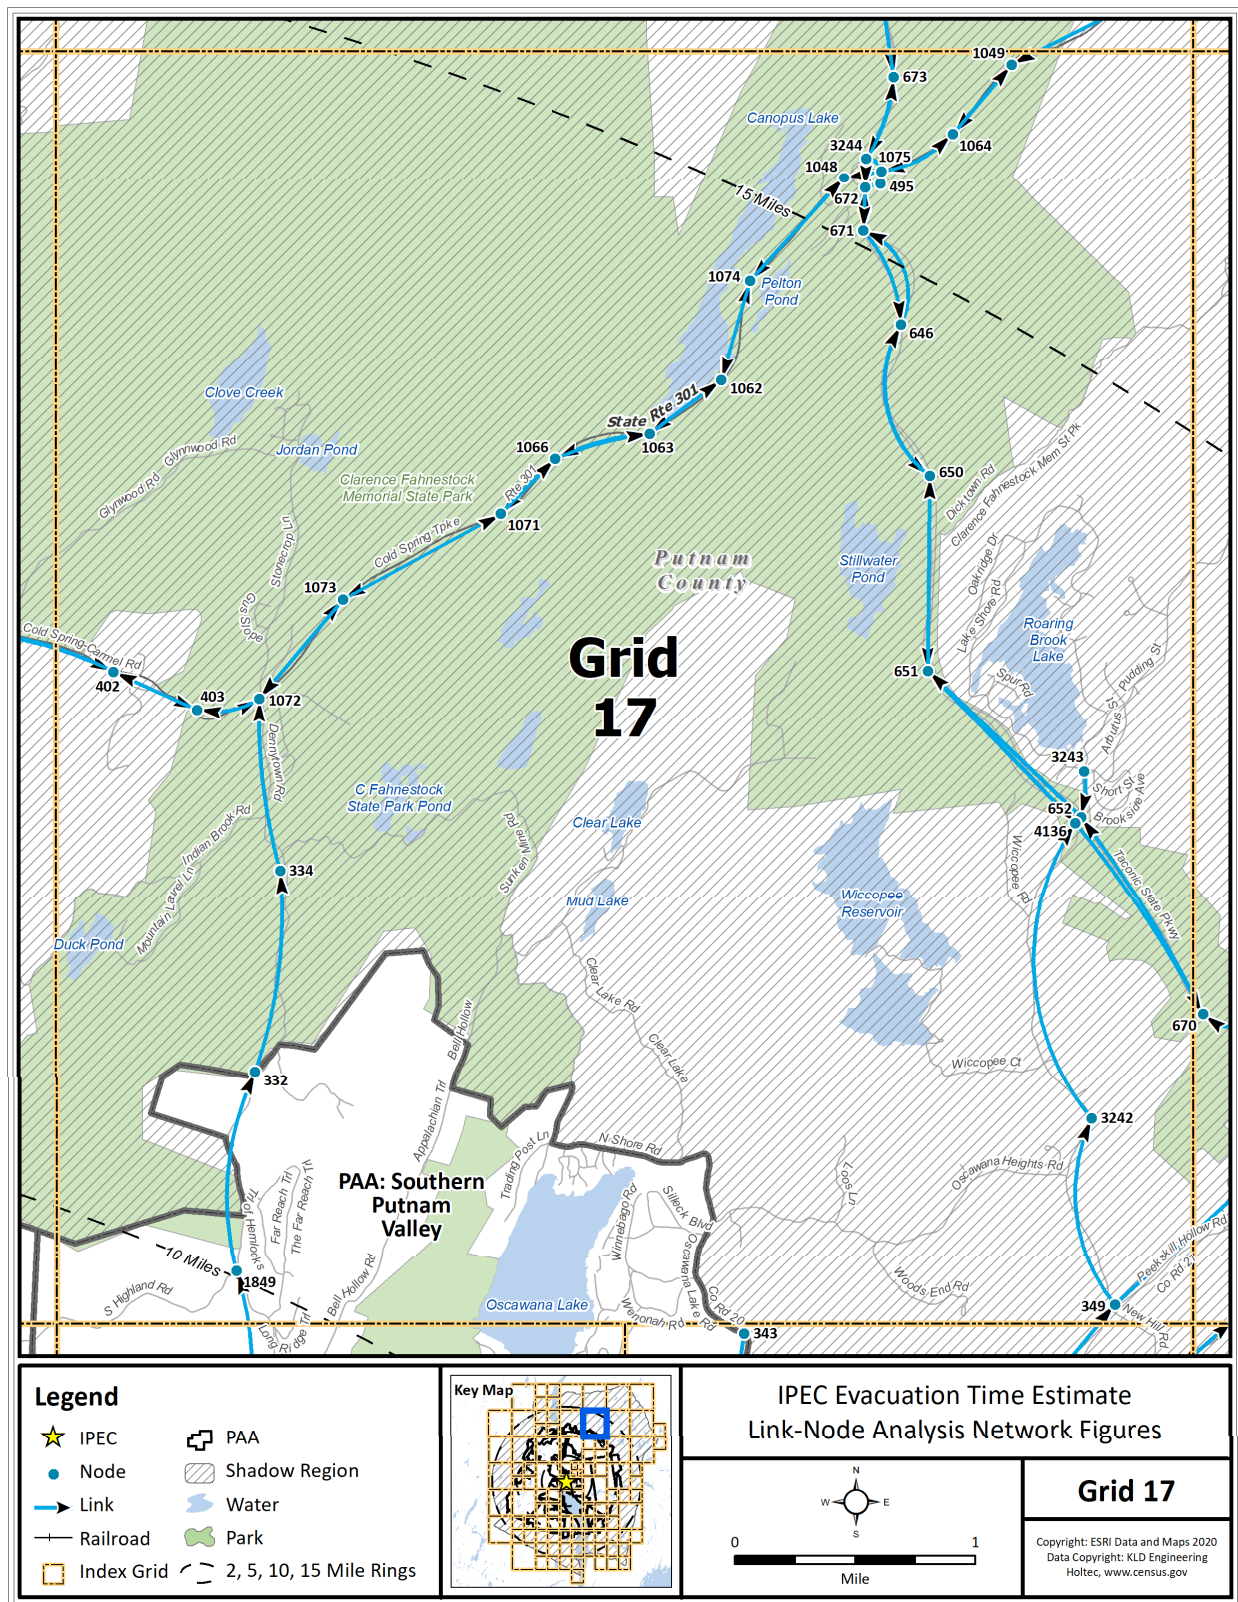 1049
673
Canopus Lake
1064
3244
1075
1048
495
672
15 Miles
671
1074
Pelton
Pond
646
1062
Clove Creek
State Rte 301
1063
1066
Glynnwood Rd
Jordan Pond
650
Dicktown Rd
Clarence Fahnestock Mem St Pk
Glynwood Rd
Clarence Fahnestock
Memorial State Park
Rte 301
1071
Cold Spring Tpke
Stonecrop Ln
Putnam
County
Stillwater
Pond
Oakridge Dr
Lake Shore Rd
1073
Gus Slope
Roaring
Brook
Lake
Cold Spring-Carmel Rd
402
403
1072
Grid
17
651
Spur Rd
Pudding St
Arbutus St
Dennytown Rd
3243
Short St
C Fahnestock
State Park Pond
Clear Lake
652
Brookside Ave
4136
Indian Brook Rd
Sunken Mine Rd
Wiccopee Rd
Taconic State Pkwy
334
Mountain Laurel Ln
Mud Lake
Wiccopee
Reservoir
Duck Pond
Clear Lake Rd
670
Bell Hollow
Clear Lake
332
Wiccopee Ct
Appalachian Trl
3242
N Shore Rd
Trading Post Ln
Oscawana Heights Rd
Loos Ln
PAA: Southern
Putnam
Valley
Trl of Hemlocks
Far Reach Trl
The Far Reach Trl
Winnebago Rd
Silleck Blvd
Oscawana Lake Rd
Peekskill Hollow Rd
Co Rd 21
10 Miles
1849
S Highland Rd
Bell Hollow Rd
Woods End Rd
Oscawana Lake
Co Rd 20
349
New Hill Rd
Wenonah Rd
Long Ridge Trl
343
Legend
IPEC
PAA
Node
Shadow Region
Link
Water
Railroad
Park
Index Grid
2, 5, 10, 15 Mile Rings
Key Map
IPEC Evacuation Time Estimate
Link-Node Analysis Network Figures
N
W E
S
0 1
Mile
Grid 17
Copyright: ESRI Data and Maps 2020
Data Copyright: KLD Engineering
Holtec, www.census.gov